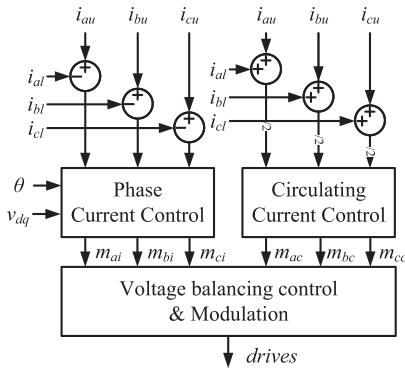 i_au i_bu i_cu i_au i_bu i_cu
+ +
i_al − i_al +
+ +
i_bl − i_bl +
+ +
i_cl − i_cl +
/2 /2 /2
θ Phase Circulating
v_dq Current Control Current Control
m_ai m_bi m_ci m_ac m_bc m_cc
Voltage balancing control
& Modulation
drives